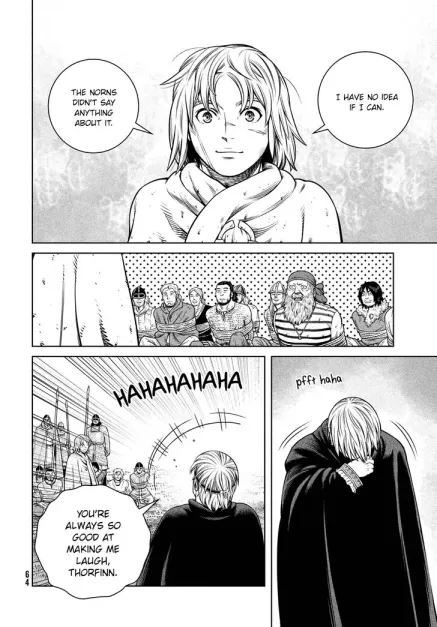 I HAVE NO IDEA
IF I CAN.
THE NORNS
DIDN'T SAY
ANYTHING
ABOUT IT.
pfft haha
HAHAHAHAHA
YOU'RE
ALWAYS SO
GOOD AT
MAKING ME
LAUGH,
THORFINN.
64